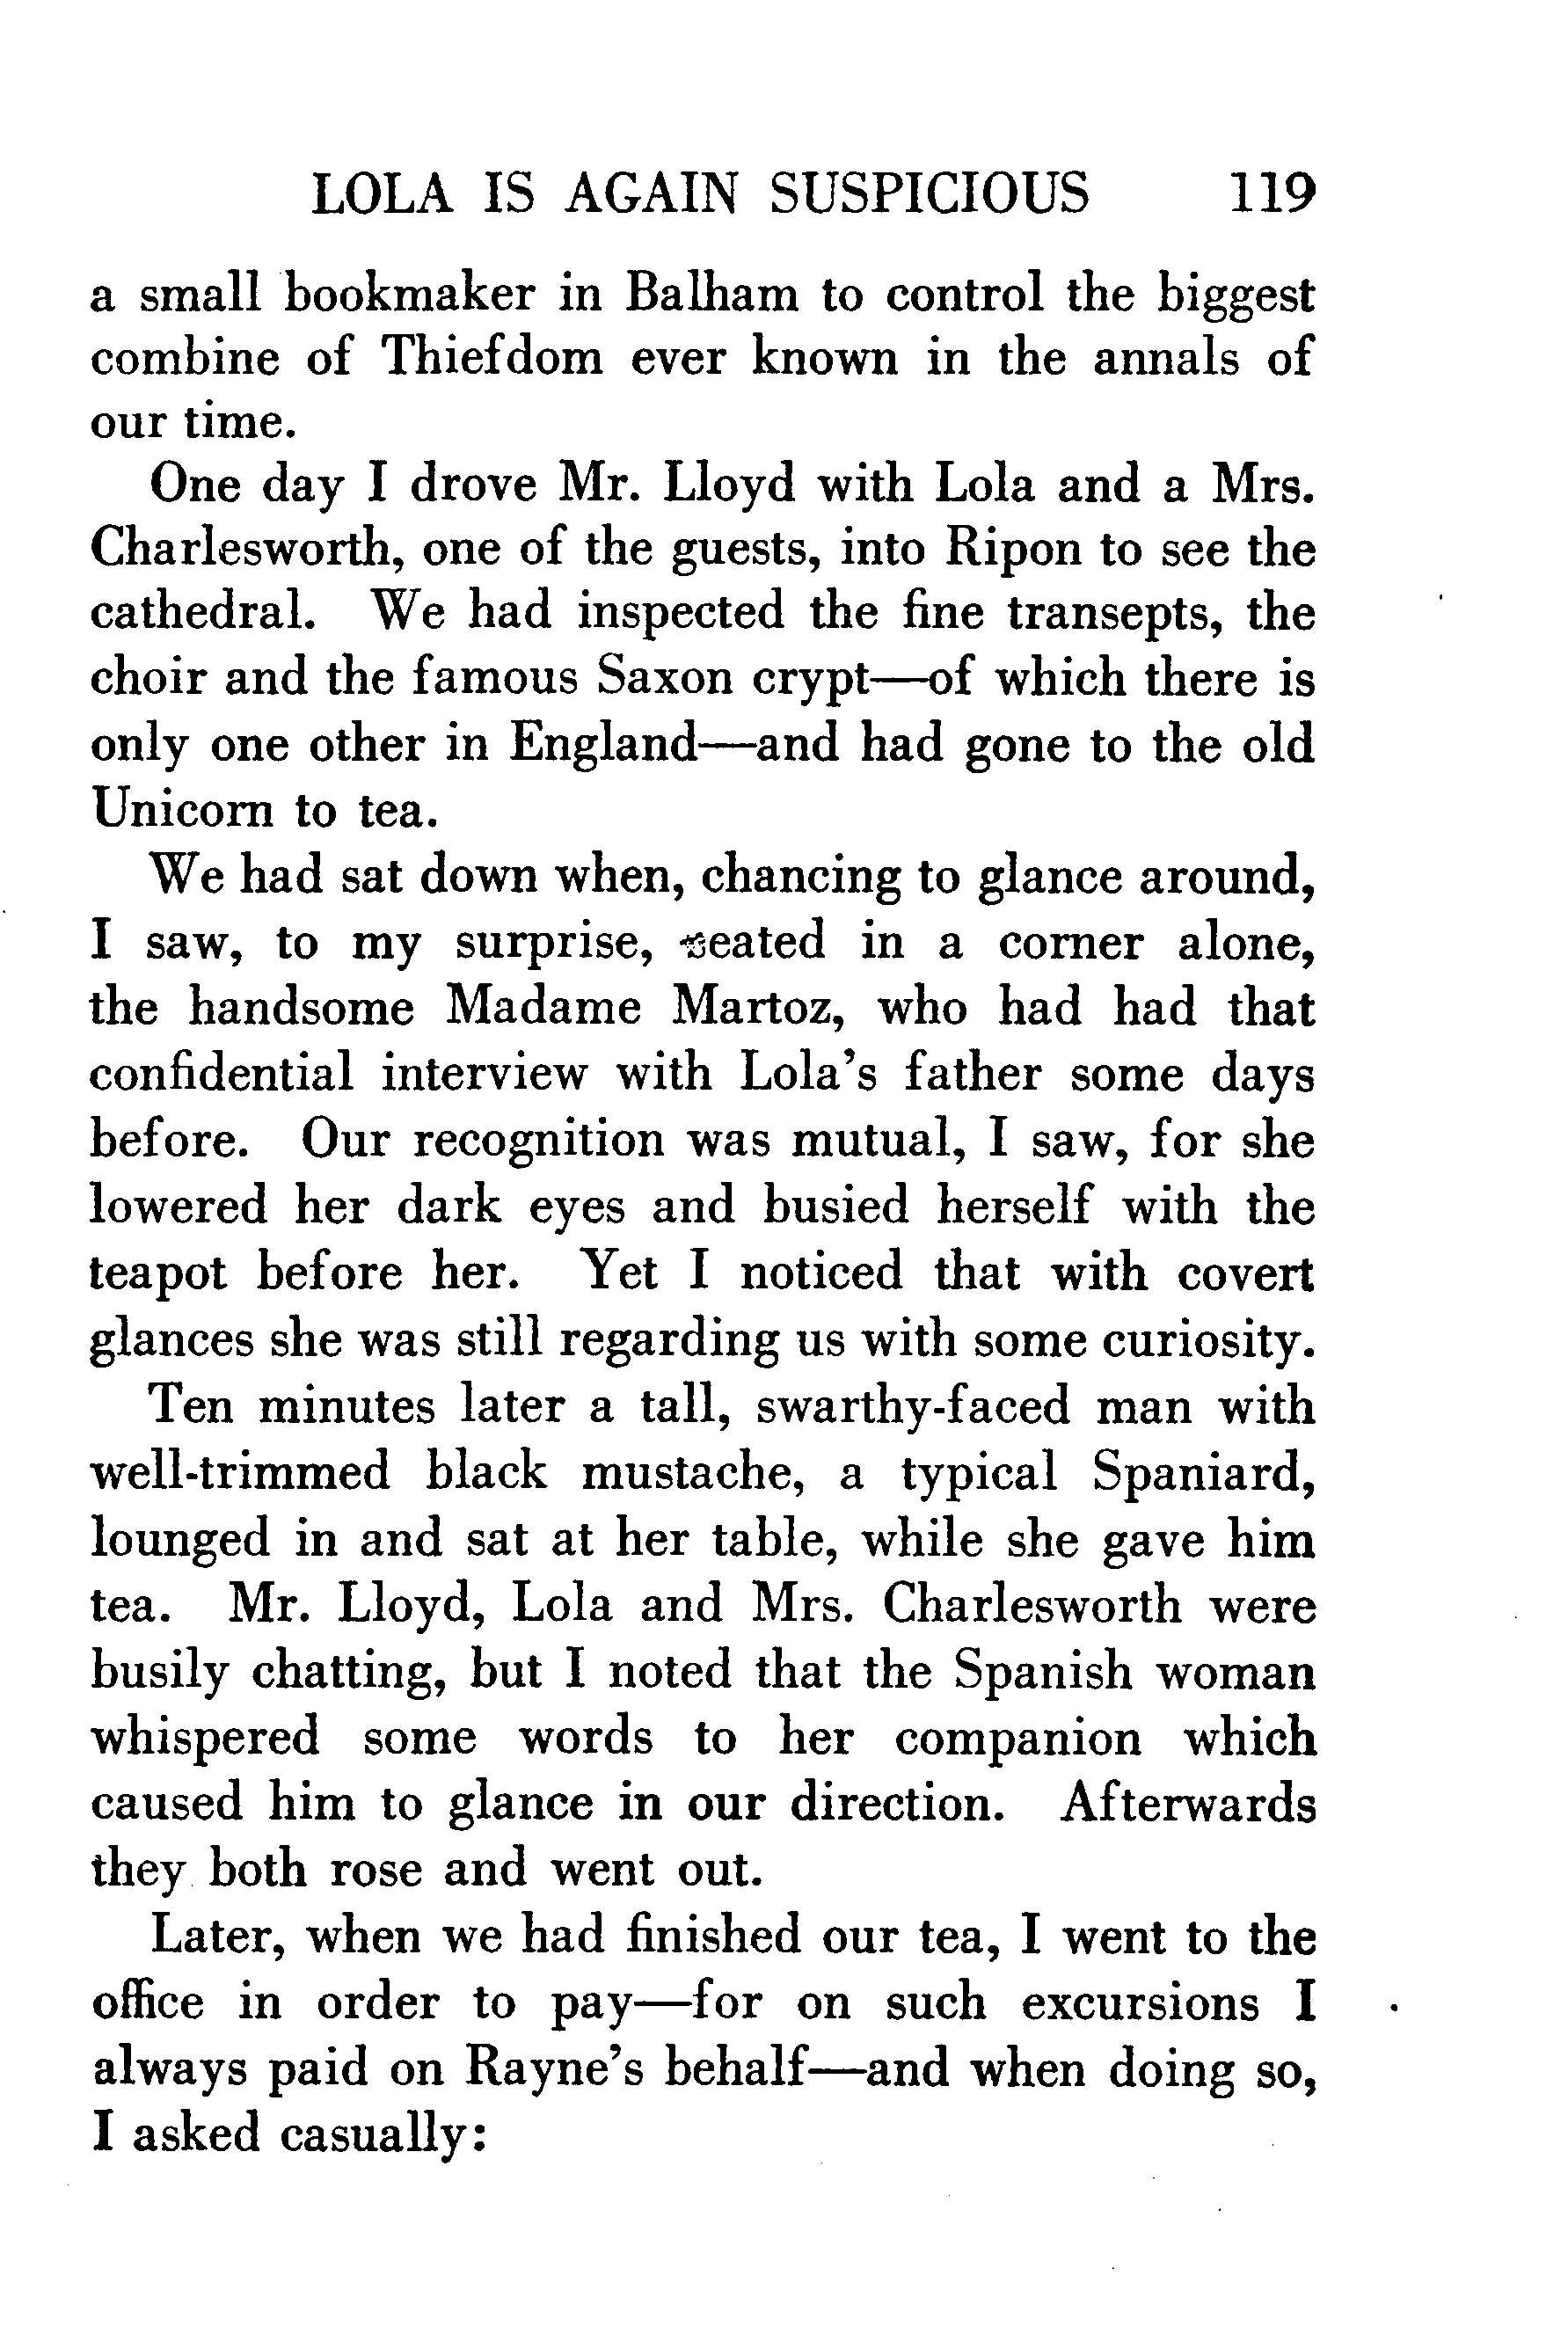 LOLA IS AGAIN SUSPICIOUS 119
a small bookmaker in Balham to control the biggest
combine of Thiefdom ever known in the annals of
our time.
One day I drove Mr. Lloyd with Lola and a Mrs.
Charlesworth, one of the guests, into Ripon to see the
cathedral. We had inspected the fine transepts, the
choir and the famous Saxon crypt—of which there is
only one other in England—and had gone to the old
Unicorn to tea.
We had sat down when, chancing to glance around,
I saw, to my surprise, seated in a corner alone,
the handsome Madame Martoz, who had had that
confidential interview with Lola's father some days
before. Our recognition was mutual, I saw, for she
lowered her dark eyes and busied herself with the
teapot before her. Yet I noticed that with covert
glances she was still regarding us with some curiosity.
Ten minutes later a tall, swarthy-faced man with
well-trimmed black mustache, a typical Spaniard,
lounged in and sat at her table, while she gave him
tea. Mr. Lloyd, Lola and Mrs. Charlesworth were
busily chatting, but I noted that the Spanish woman
whispered some words to her companion which
caused him to glance in our direction. Afterwards
they both rose and went out.
Later, when we had finished our tea, I went to the
office in order to pay—for on such excursions I
always paid on Rayne's behalf—and when doing so,
I asked casually: